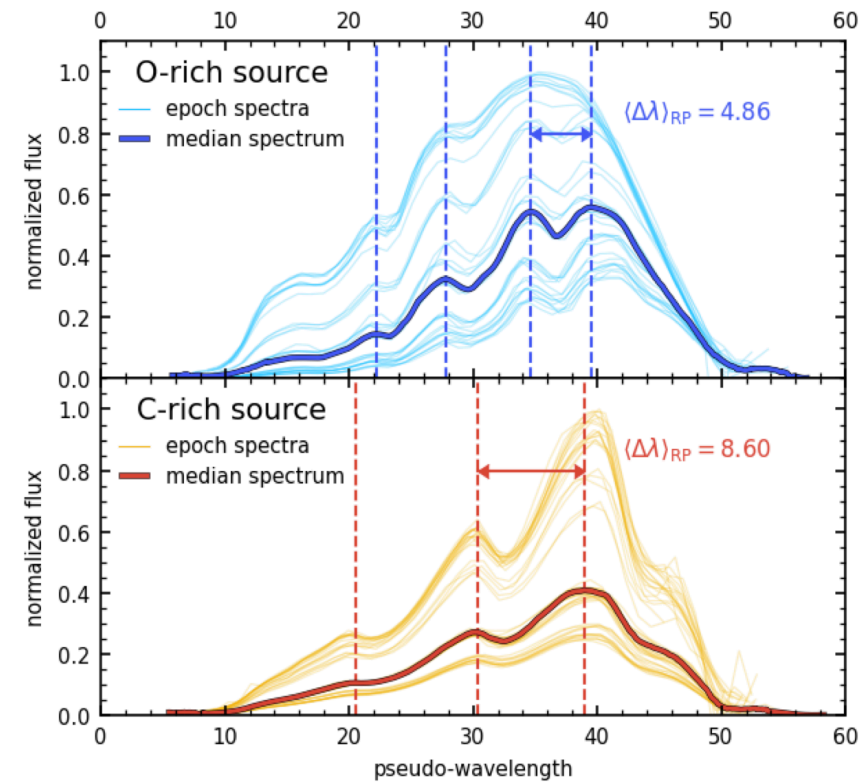 0 10 20 30 40 50 60
O-rich source
epoch spectra
median spectrum
⟨Δλ⟩RP = 4.86
normalized flux
1.0
0.8
0.6
0.4
0.2
0.0
C-rich source
epoch spectra
median spectrum
⟨Δλ⟩RP = 8.60
normalized flux
1.0
0.8
0.6
0.4
0.2
0.0
0 10 20 30 40 50 60
pseudo-wavelength